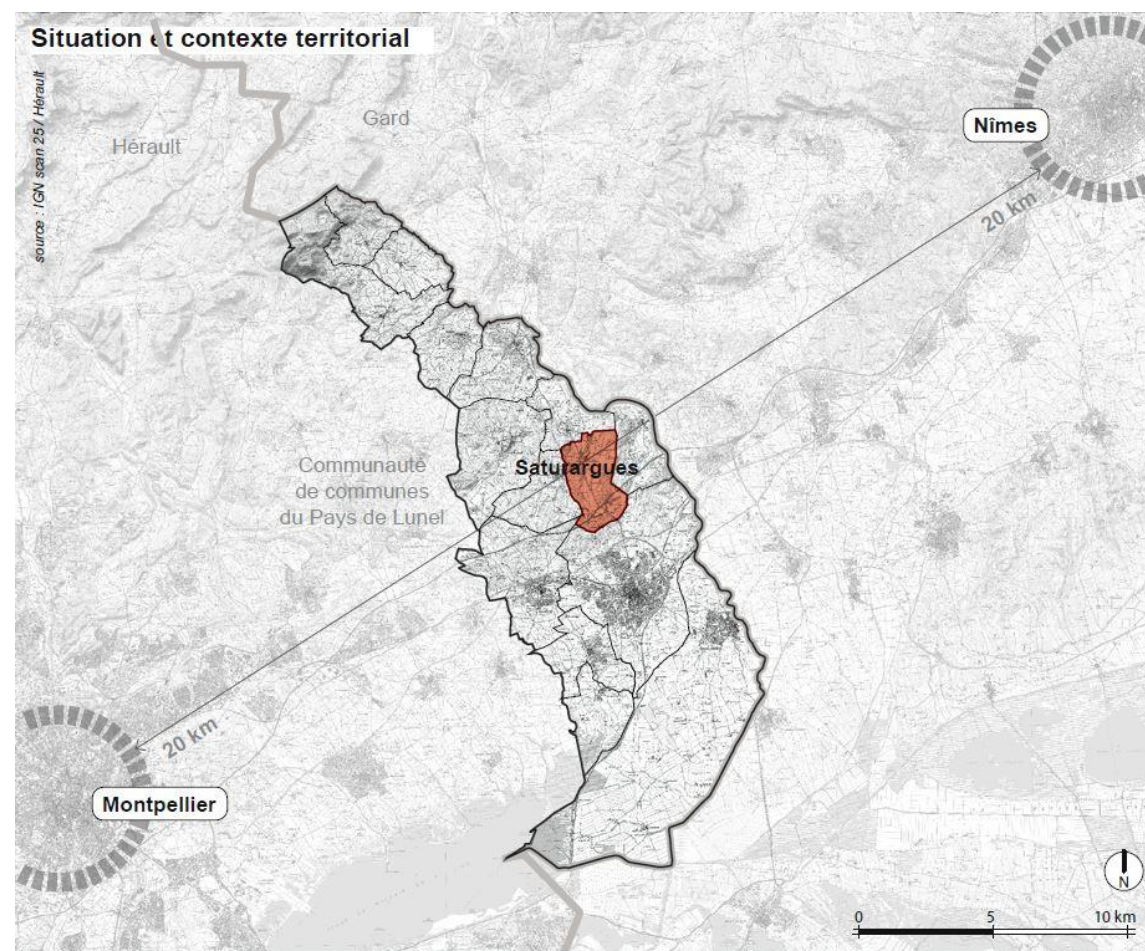 Situation et contexte territorial
source : IGN scan 25 / Hérault
Gard
Hérault
Nîmes
20 km
Saturargues
Communauté
de communes
du Pays de Lunel
20 km
Montpellier
N
0 5 10 km